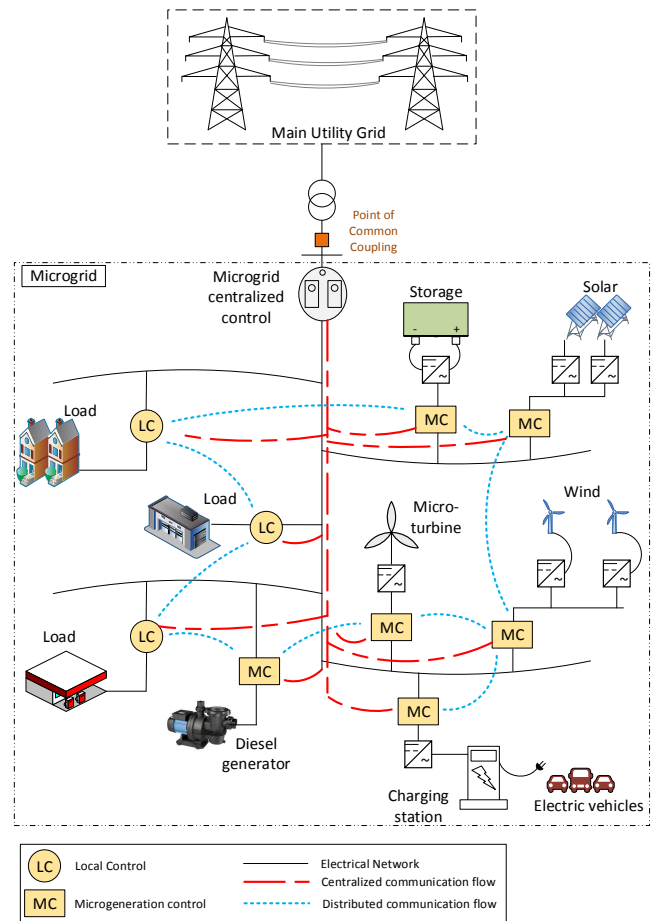 Main Utility Grid
Point of
Common
Coupling
Microgrid
Microgrid
centralized
control
Storage
- +
Solar
Load
LC
MC
MC
Load
LC
Micro-
turbine
Wind
Load
LC
MC
MC
MC
Diesel
generator
MC
Charging
station
Electric vehicles
LC
Local Control
Electrical Network
Centralized communication flow
MC
Microgeneration control
Distributed communication flow